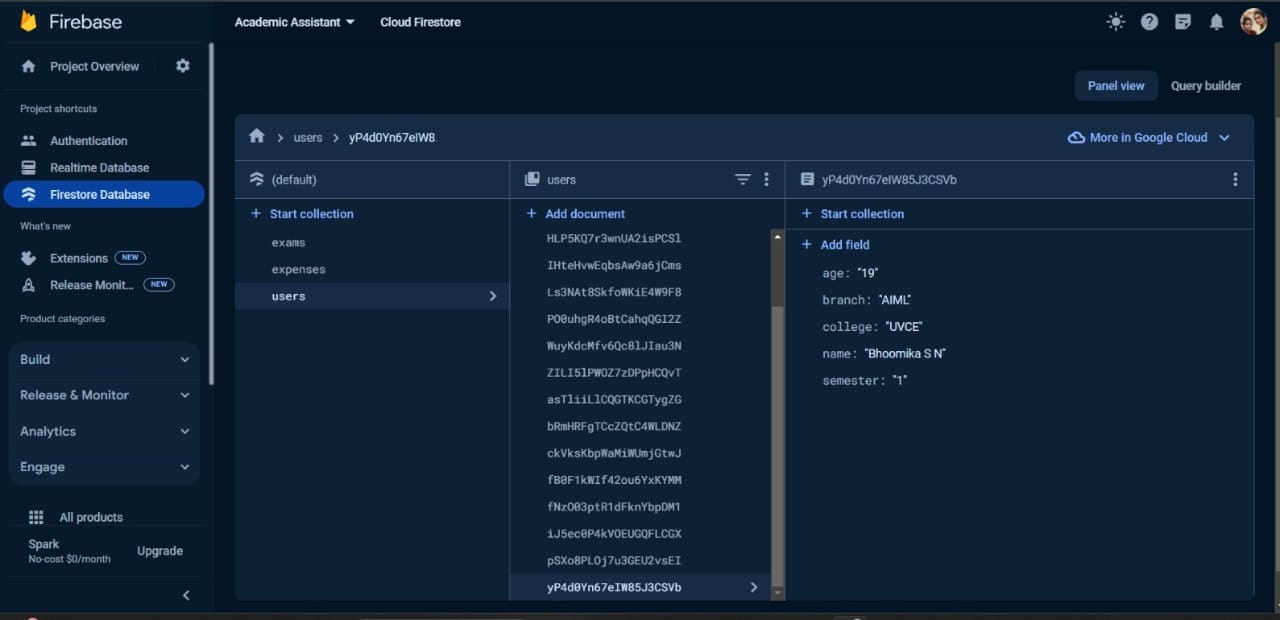 Firebase
Academic Assistant
Cloud Firestore
Project Overview
Project shortcuts
Authentication
Realtime Database
Firestore Database
What's new
Extensions NEW
Release Monit... NEW
Product categories
Build
Release & Monitor
Analytics
Engage
All products
Spark
No-cost $0/month
Upgrade
Panel view
Query builder
users
yP4d0Yn67eIW8
More in Google Cloud
(default)
+ Start collection
exams
expenses
users
users
+ Add document
HLP5KQ7r3wnUA2isPCSl
IHteHvwEqbsAw9a6jCms
Ls3NAt8SkfoWKiE4W9F8
PO0uhgR4oBtCahqQGI2Z
WuyKdcMfv6Qc8lJIau3N
ZILI5lPWOZ7zDPpHCQvT
asTliiLlCQGTKCGTygZG
bRmHRFgTCcZQtC4WLDNZ
ckVksKbpWaMiWUmjGtwJ
fB0F1kWIf42ou6YxKYMM
fNzO03ptR1dFknYbpDM1
iJ5ec0P4kVOEUGQFLCGX
pSXo8PLOj7u3GEU2vsEI
yP4d0Yn67eIW85J3CSVb
yP4d0Yn67eIW85J3CSVb
+ Start collection
+ Add field
age: "19"
branch: "AIML"
college: "UVCE"
name: "Bhoomika S N"
semester: "1"